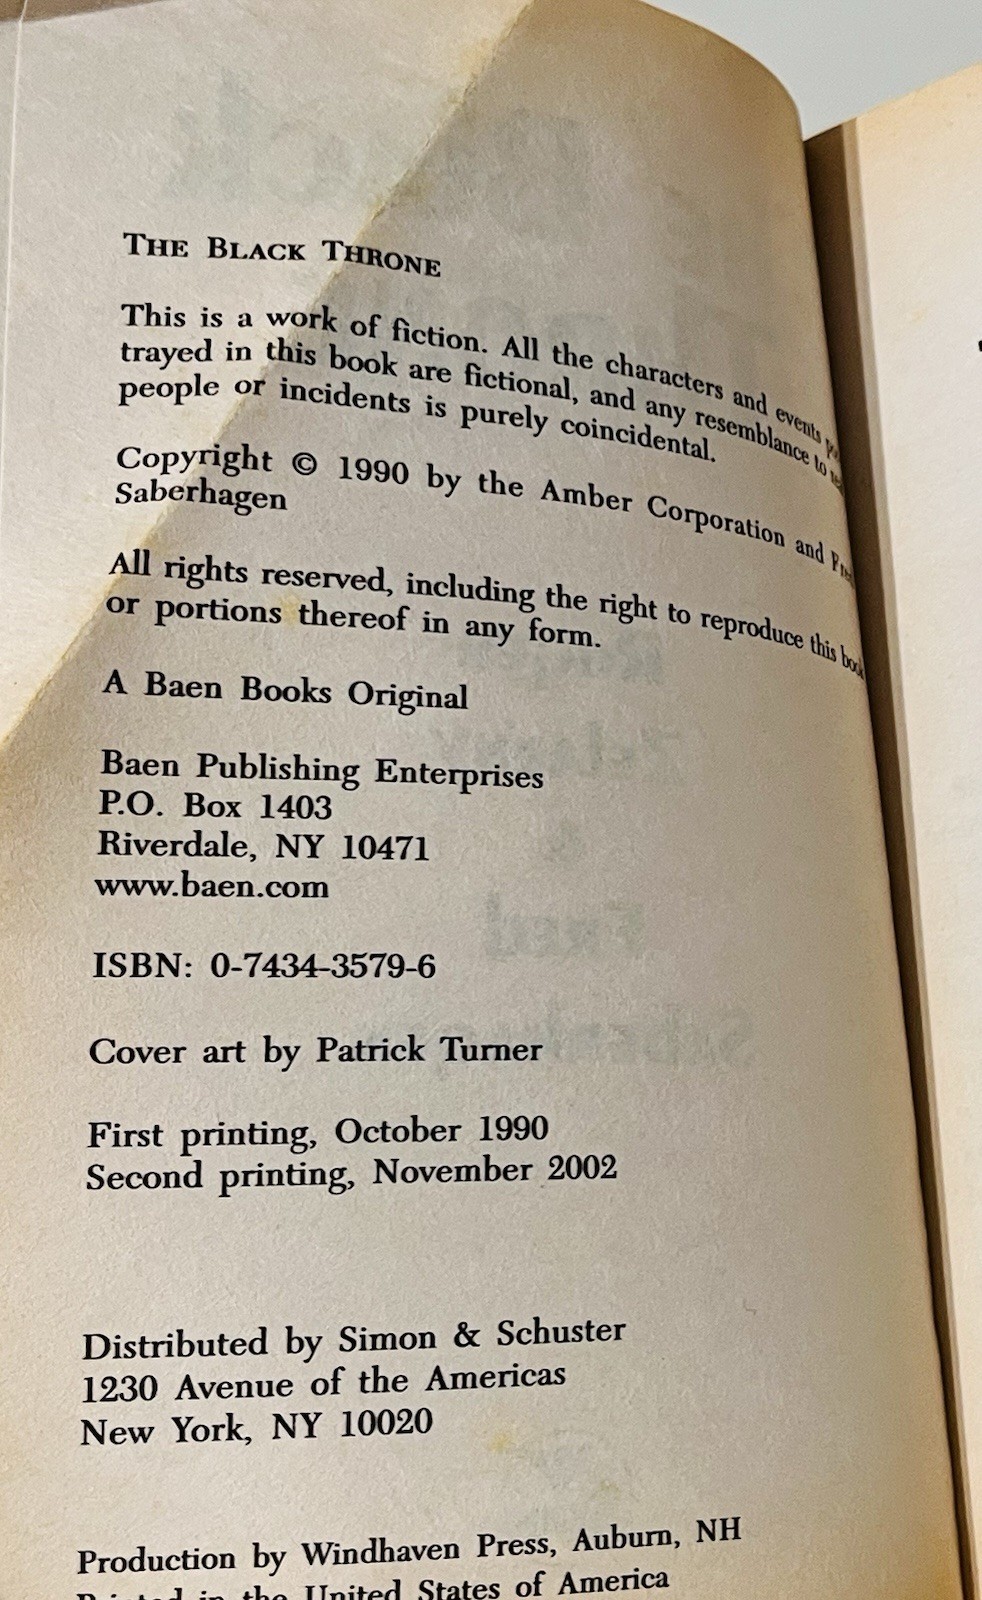 THE BLACK THRONE
This is a work of fiction. All the characters and events
trayed in this book are fictional, and any resemblance to
people or incidents is purely coincidental.
Copyright © 1990 by the Amber Corporation and Fred
Saberhagen
All rights reserved, including the right to reproduce this book
or portions thereof in any form.
A Baen Books Original
Baen Publishing Enterprises
P.O. Box 1403
Riverdale, NY 10471
www.baen.com
ISBN: 0-7434-3579-6
Cover art by Patrick Turner
First printing, October 1990
Second printing, November 2002
Distributed by Simon & Schuster
1230 Avenue of the Americas
New York, NY 10020
Production by Windhaven Press, Auburn, NH
Printed in the United States of America